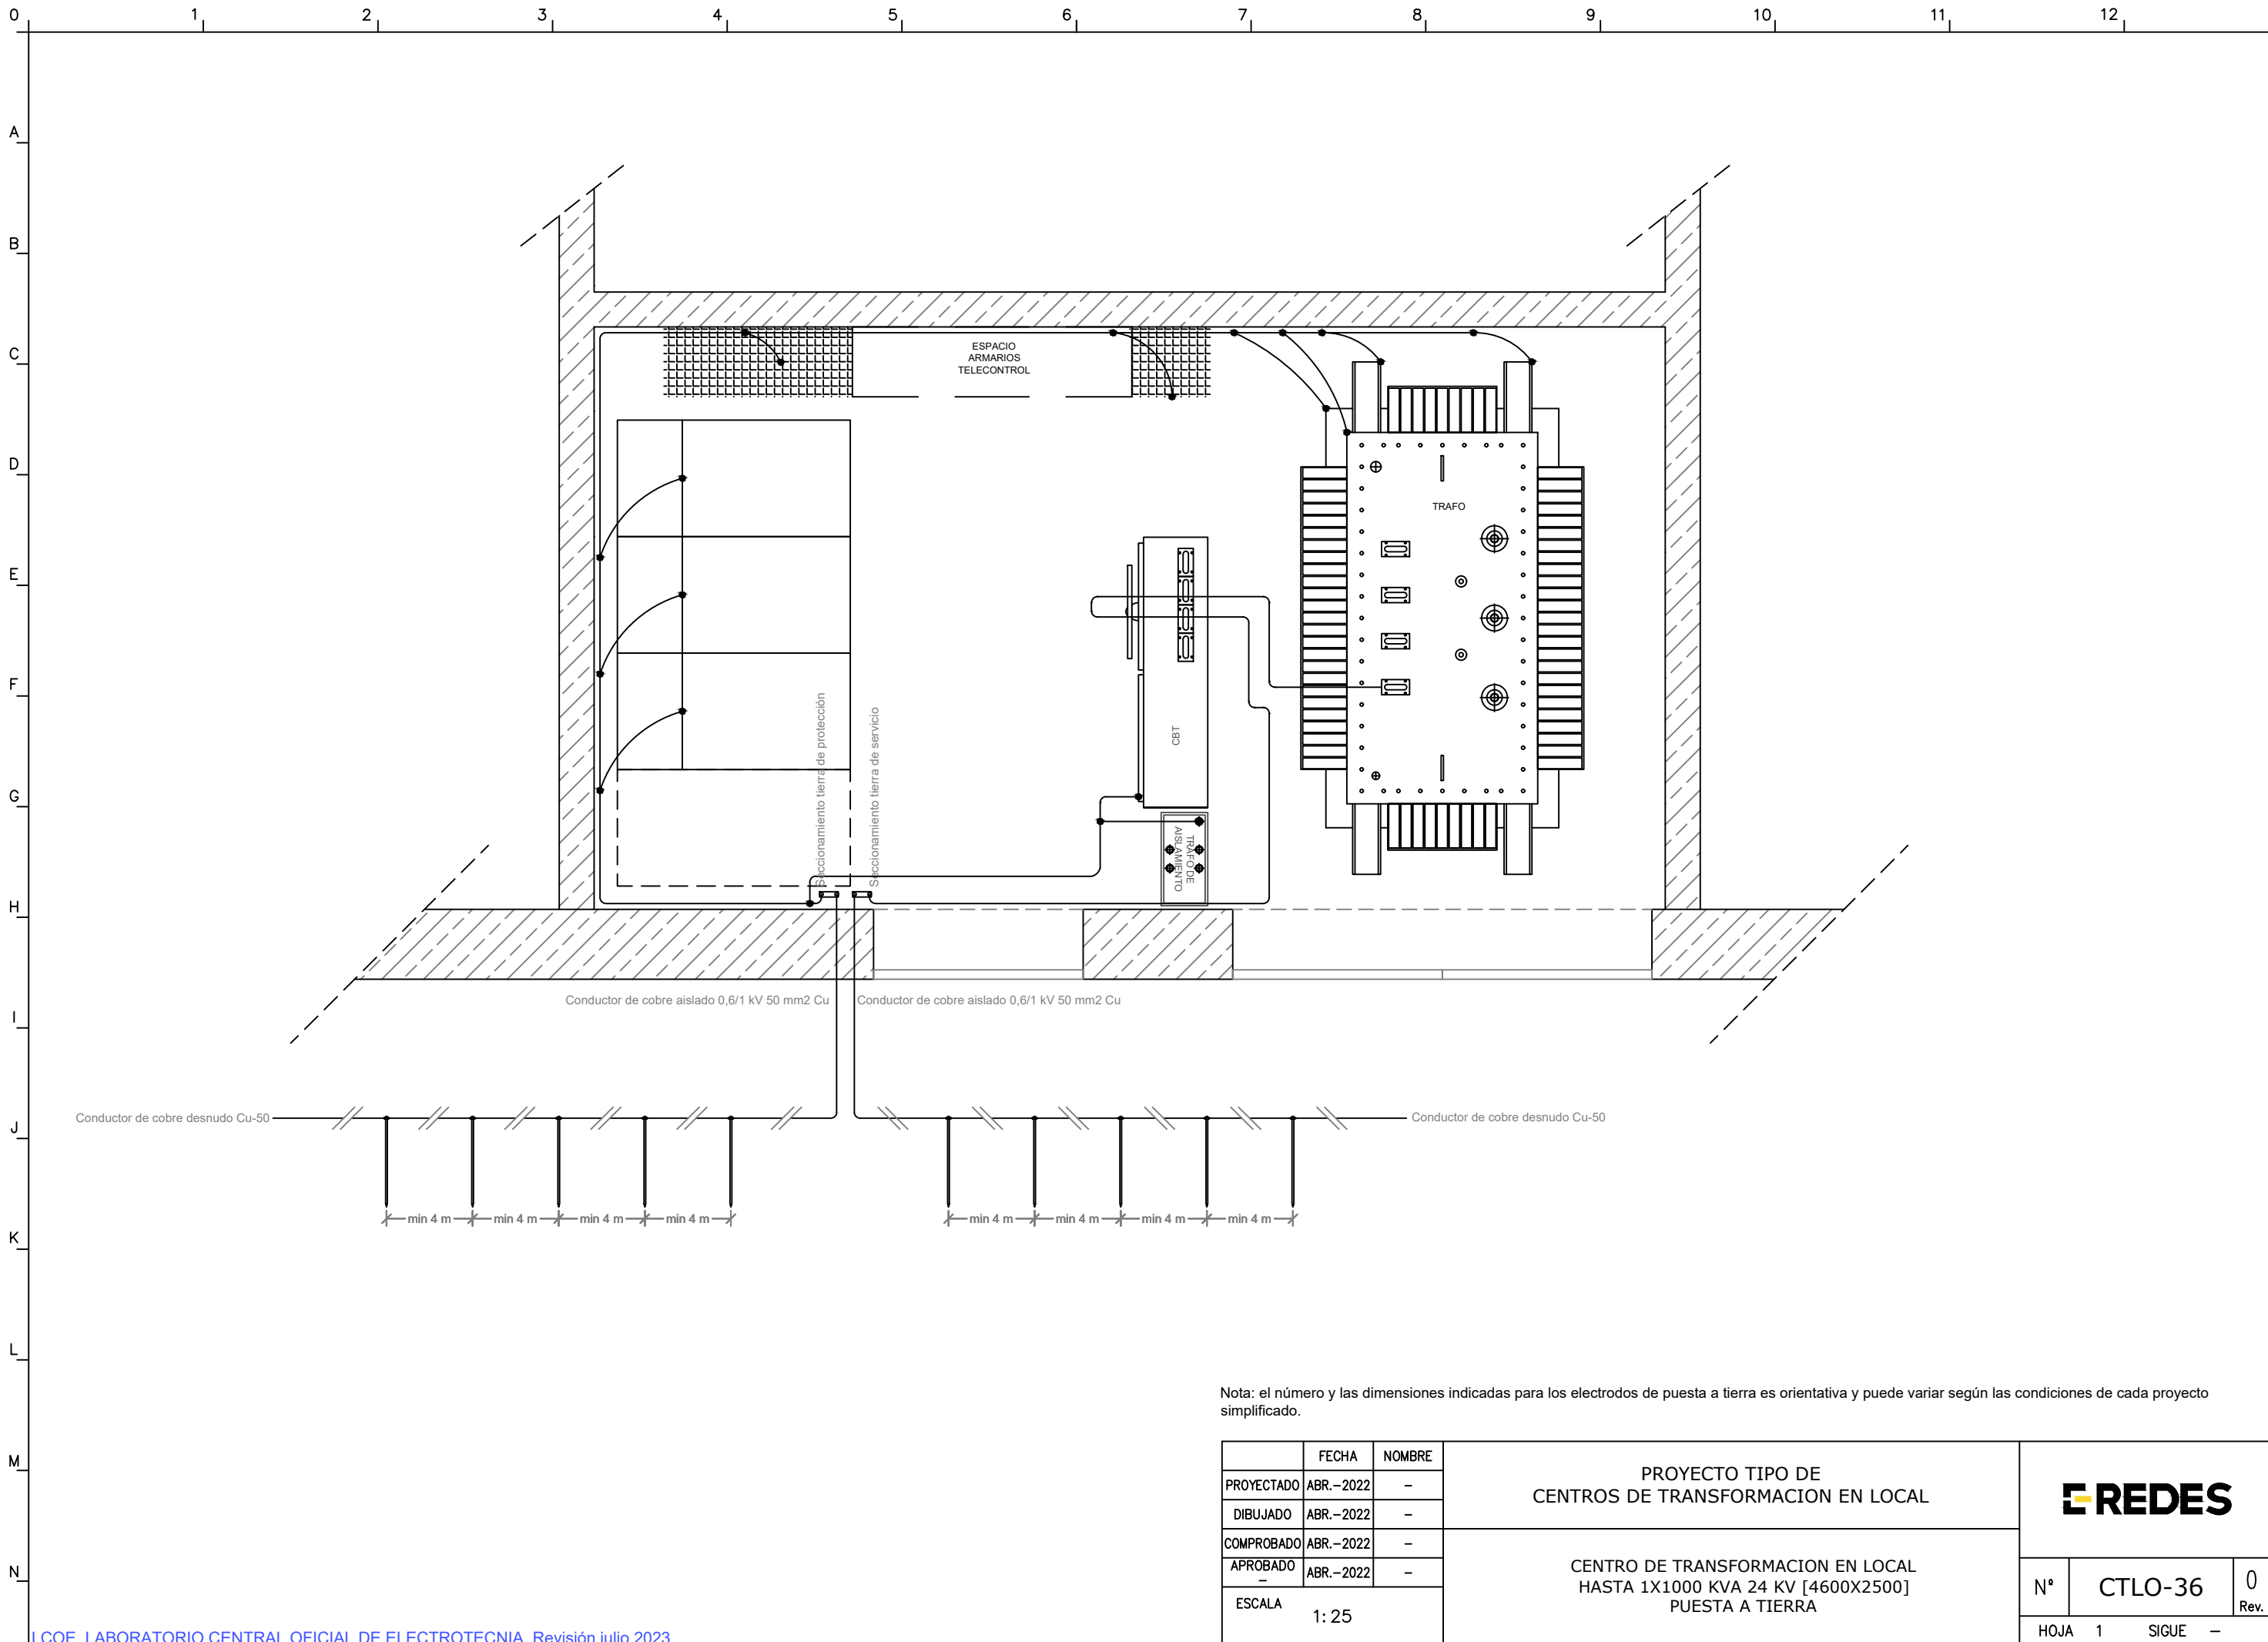 0 1 2 3 4 5 6 7 8 9 10 11 12
A
B
C
D
E
F
G
H
I
J
K
L
M
N
ESPACIO
ARMARIOS
TELECONTROL
TRAFO
CBT
TRAFO DE
AISLAMIENTO
Seccionamiento tierra de protección
Seccionamiento tierra de servicio
Conductor de cobre aislado 0,6/1 kV 50 mm2 Cu
Conductor de cobre aislado 0,6/1 kV 50 mm2 Cu
Conductor de cobre desnudo Cu-50
Conductor de cobre desnudo Cu-50
min 4 m min 4 m min 4 m min 4 m
min 4 m min 4 m min 4 m min 4 m
Nota: el número y las dimensiones indicadas para los electrodos de puesta a tierra es orientativa y puede variar según las condiciones de cada proyecto
simplificado.
FECHA NOMBRE
PROYECTADO ABR.-2022 -
DIBUJADO ABR.-2022 -
COMPROBADO ABR.-2022 -
APROBADO - ABR.-2022 -
ESCALA 1:25
PROYECTO TIPO DE
CENTROS DE TRANSFORMACION EN LOCAL
CENTRO DE TRANSFORMACION EN LOCAL
HASTA 1X1000 KVA 24 KV [4600X2500]
PUESTA A TIERRA
E-REDES
Nº CTLO-36 0 Rev.
HOJA 1 SIGUE -
LCOE. LABORATORIO CENTRAL OFICIAL DE ELECTROTECNIA. Revisión julio 2023